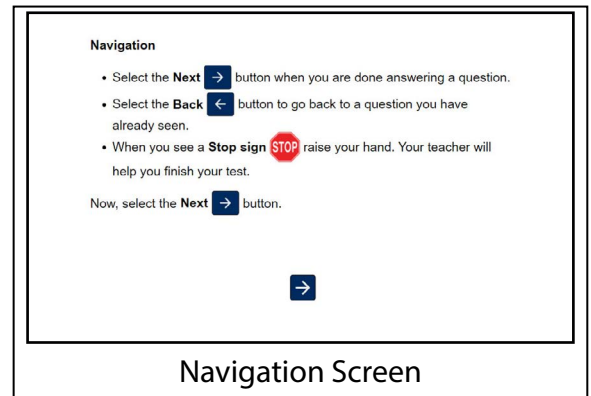 Navigation
• Select the Next → button when you are done answering a question.
• Select the Back ← button to go back to a question you have
already seen.
• When you see a Stop sign STOP raise your hand. Your teacher will
help you finish your test.
Now, select the Next → button.
→
Navigation Screen